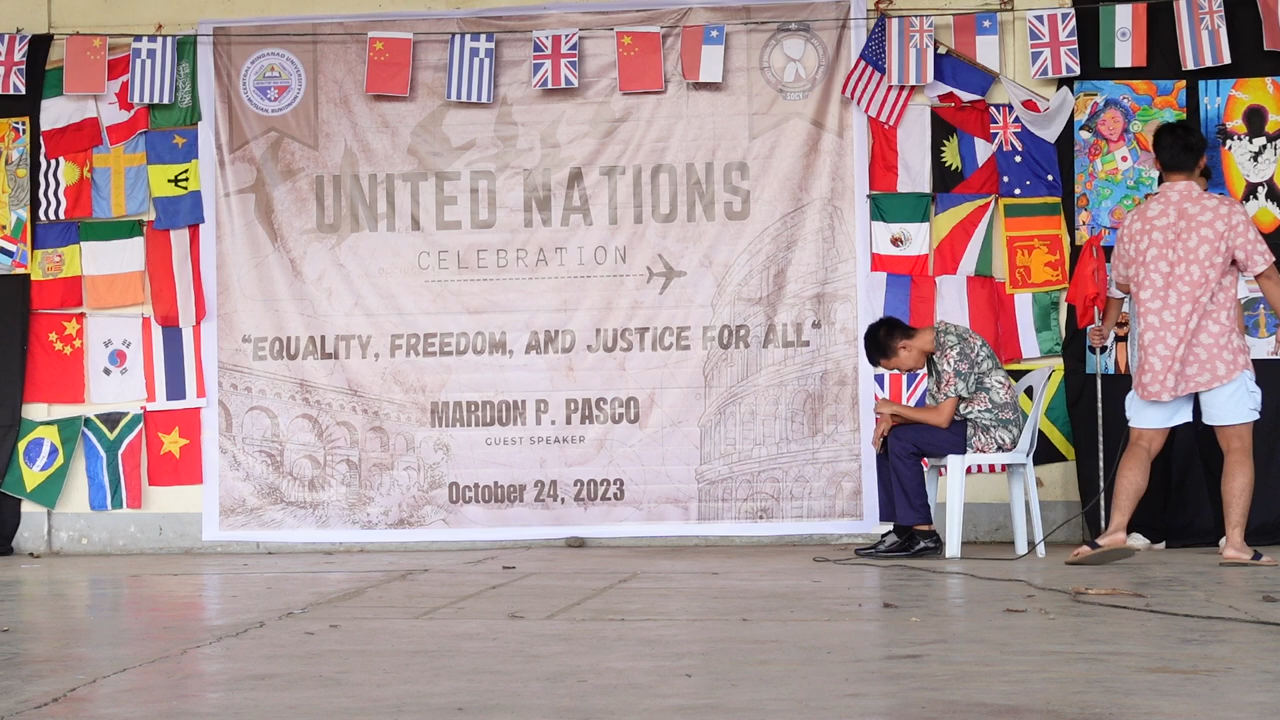 UNITED NATIONS
CELEBRATION
“EQUALITY, FREEDOM, AND JUSTICE FOR ALL“
MARDON P. PASCO
GUEST SPEAKER
October 24, 2023